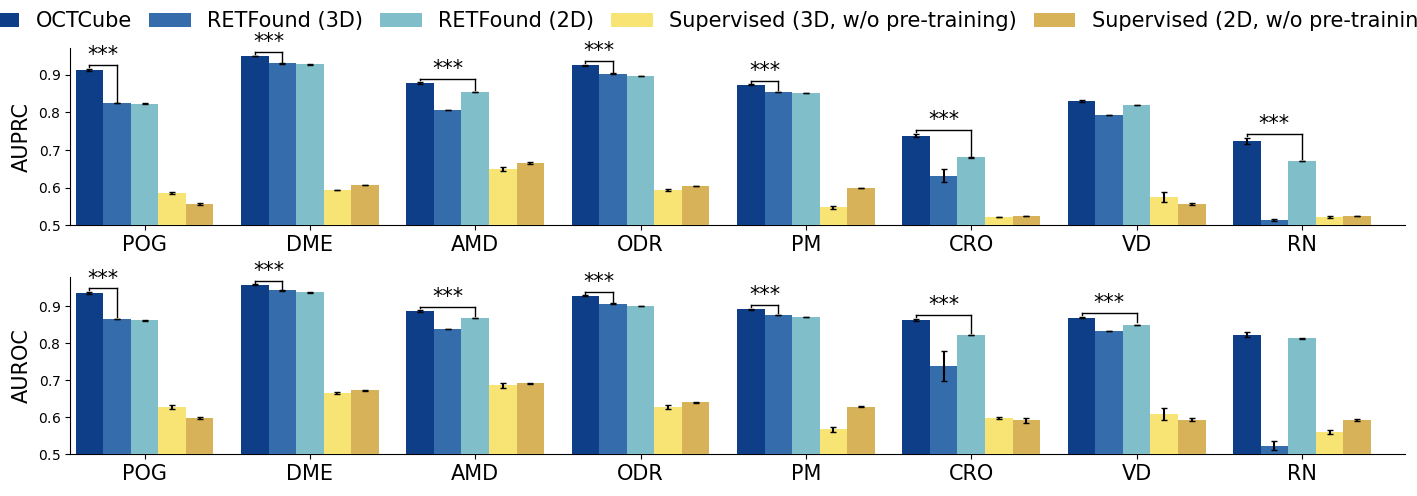 OCTCube RETFound (3D) RETFound (2D) Supervised (3D, w/o pre-training) Supervised (2D, w/o pre-trainin
*** *** *** *** *** *** ***
AUPRC
0.9
0.8
0.7
0.6
0.5
POG DME AMD ODR PM CRO VD RN
*** *** *** *** *** *** ***
AUROC
0.9
0.8
0.7
0.6
0.5
POG DME AMD ODR PM CRO VD RN